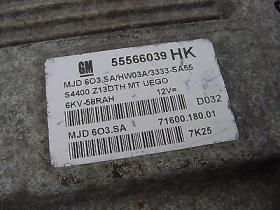 GM 55566039 HK
MJD 6O3.SA/HW03A/3333-SA55
S4400 Z13DTH MT UEGO
6KV-58RAH 12V= D032
MJD 6O3.SA 71600.180.01
7K25